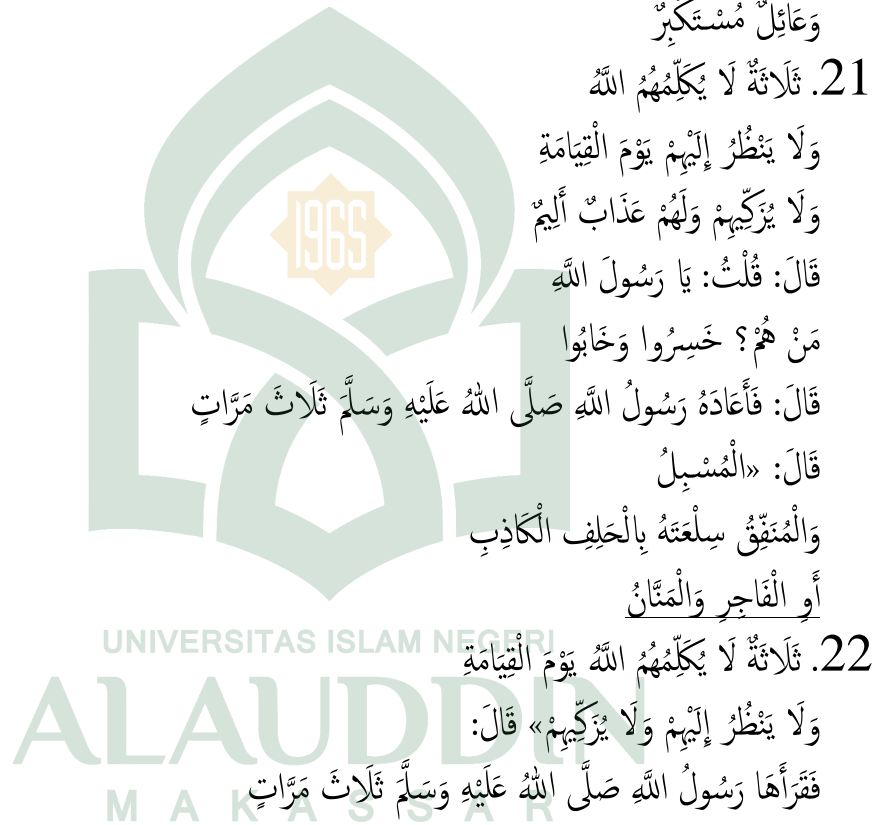 وَعَائِلٌ مُسْتَكْبِرٌ
21. ثَلَاثَةٌ لَا يُكَلِّمُهُمُ اللَّهُ
وَلَا يَنْظُرُ إِلَيْهِمْ يَوْمَ الْقِيَامَةِ
وَلَا يُزَكِّيهِمْ وَلَهُمْ عَذَابٌ أَلِيمٌ
1965
قَالَ: قُلْتُ: يَا رَسُولَ اللَّهِ
مَنْ هُمْ؟ خَسِرُوا وَخَابُوا
قَالَ: فَأَعَادَهُ رَسُولُ اللَّهِ صَلَّى اللهُ عَلَيْهِ وَسَلَّمَ ثَلَاثَ مَرَّاتٍ
قَالَ: «الْمُسْبِلُ
وَالْمُنَفِّقُ سِلْعَتَهُ بِالْحَلِفِ الْكَاذِبِ
أَوِ الْفَاجِرِ وَالْمَنَّانُ
UNIVERSITAS ISLAM NEGERI
22. ثَلَاثَةٌ لَا يُكَلِّمُهُمُ اللَّهُ يَوْمَ الْقِيَامَةِ
ALAUDDIN
وَلَا يَنْظُرُ إِلَيْهِمْ وَلَا يُزَكِّيهِمْ» قَالَ:
فَقَرَأَهَا رَسُولُ اللَّهِ صَلَّى اللهُ عَلَيْهِ وَسَلَّمَ ثَلَاثَ مَرَّاتٍ
MAKASSAR